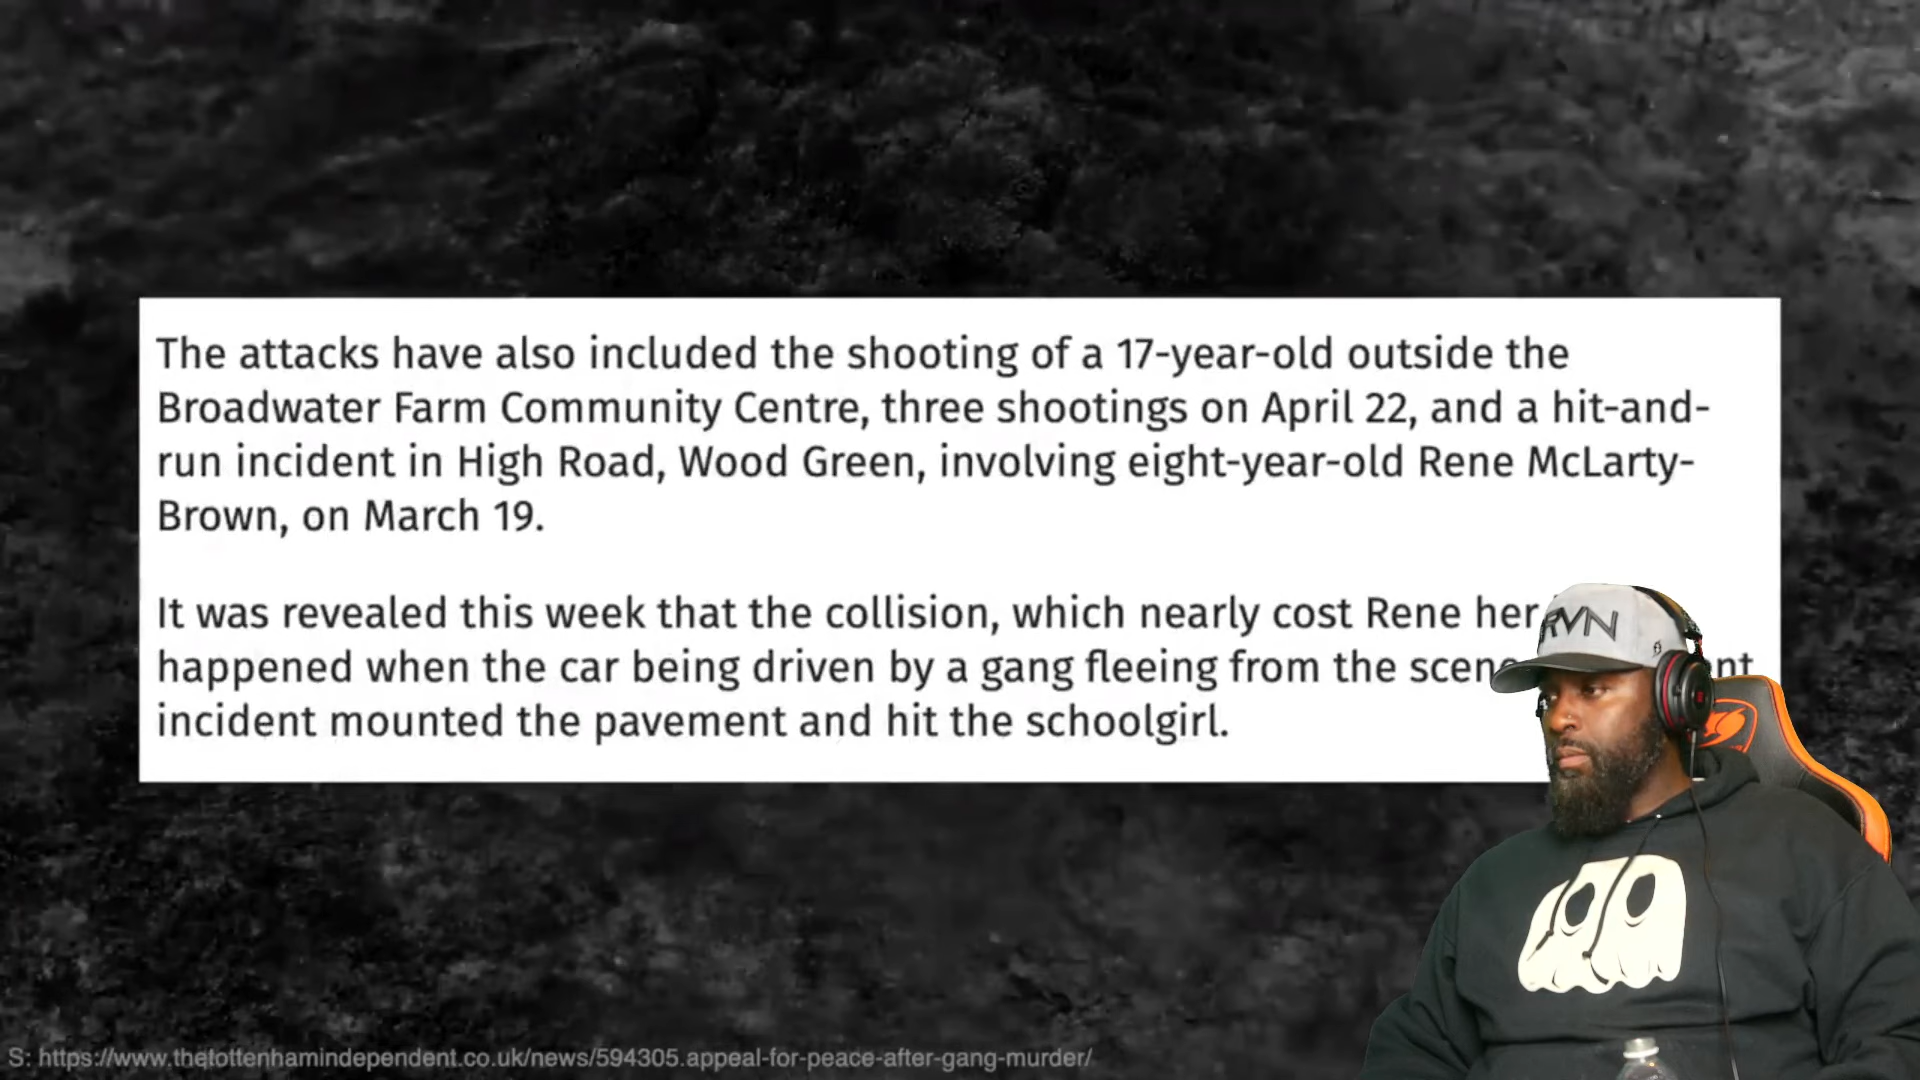 The attacks have also included the shooting of a 17-year-old outside the
Broadwater Farm Community Centre, three shootings on April 22, and a hit-and-
run incident in High Road, Wood Green, involving eight-year-old Rene McLarty-
Brown, on March 19.
It was revealed this week that the collision, which nearly cost Rene her
happened when the car being driven by a gang fleeing from the
incident mounted the pavement and hit the schoolgirl.
RVN
S: https://www.thetottenhamindependent.co.uk/news/594305.appeal-for-peace-after-gang-murder/